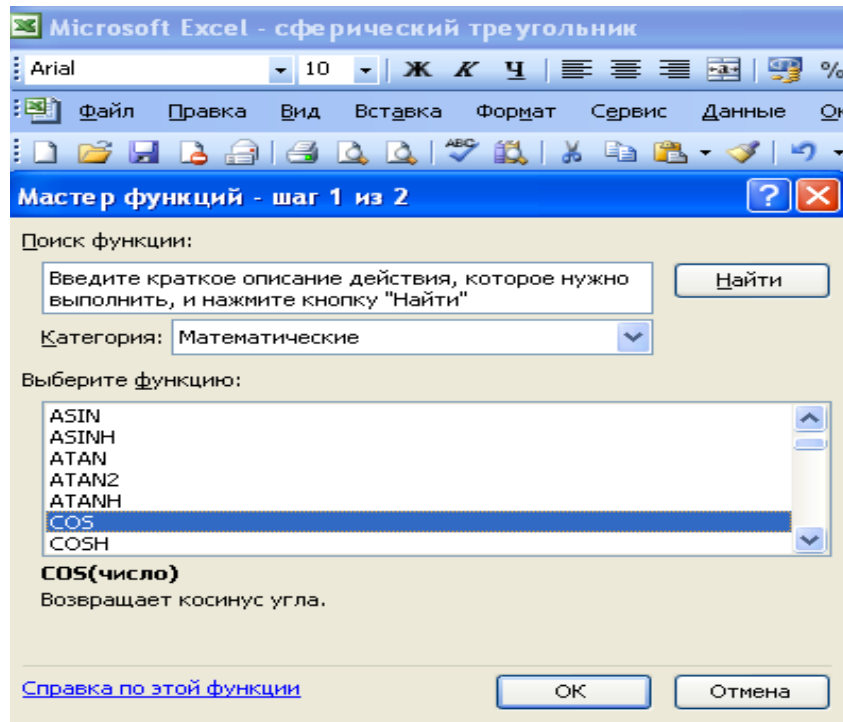 Microsoft Excel - сферический треугольник
Arial 10 Ж К Ч %
Файл Правка Вид Вставка Формат Сервис Данные
ABC
Мастер функций - шаг 1 из 2
Поиск функции:
Введите краткое описание действия, которое нужно
выполнить, и нажмите кнопку "Найти"
Найти
Категория: Математические
Выберите функцию:
ASIN
ASINH
ATAN
ATAN2
ATANH
COS
COSH
COS(число)
Возвращает косинус угла.
Справка по этой функции
ОК
Отмена